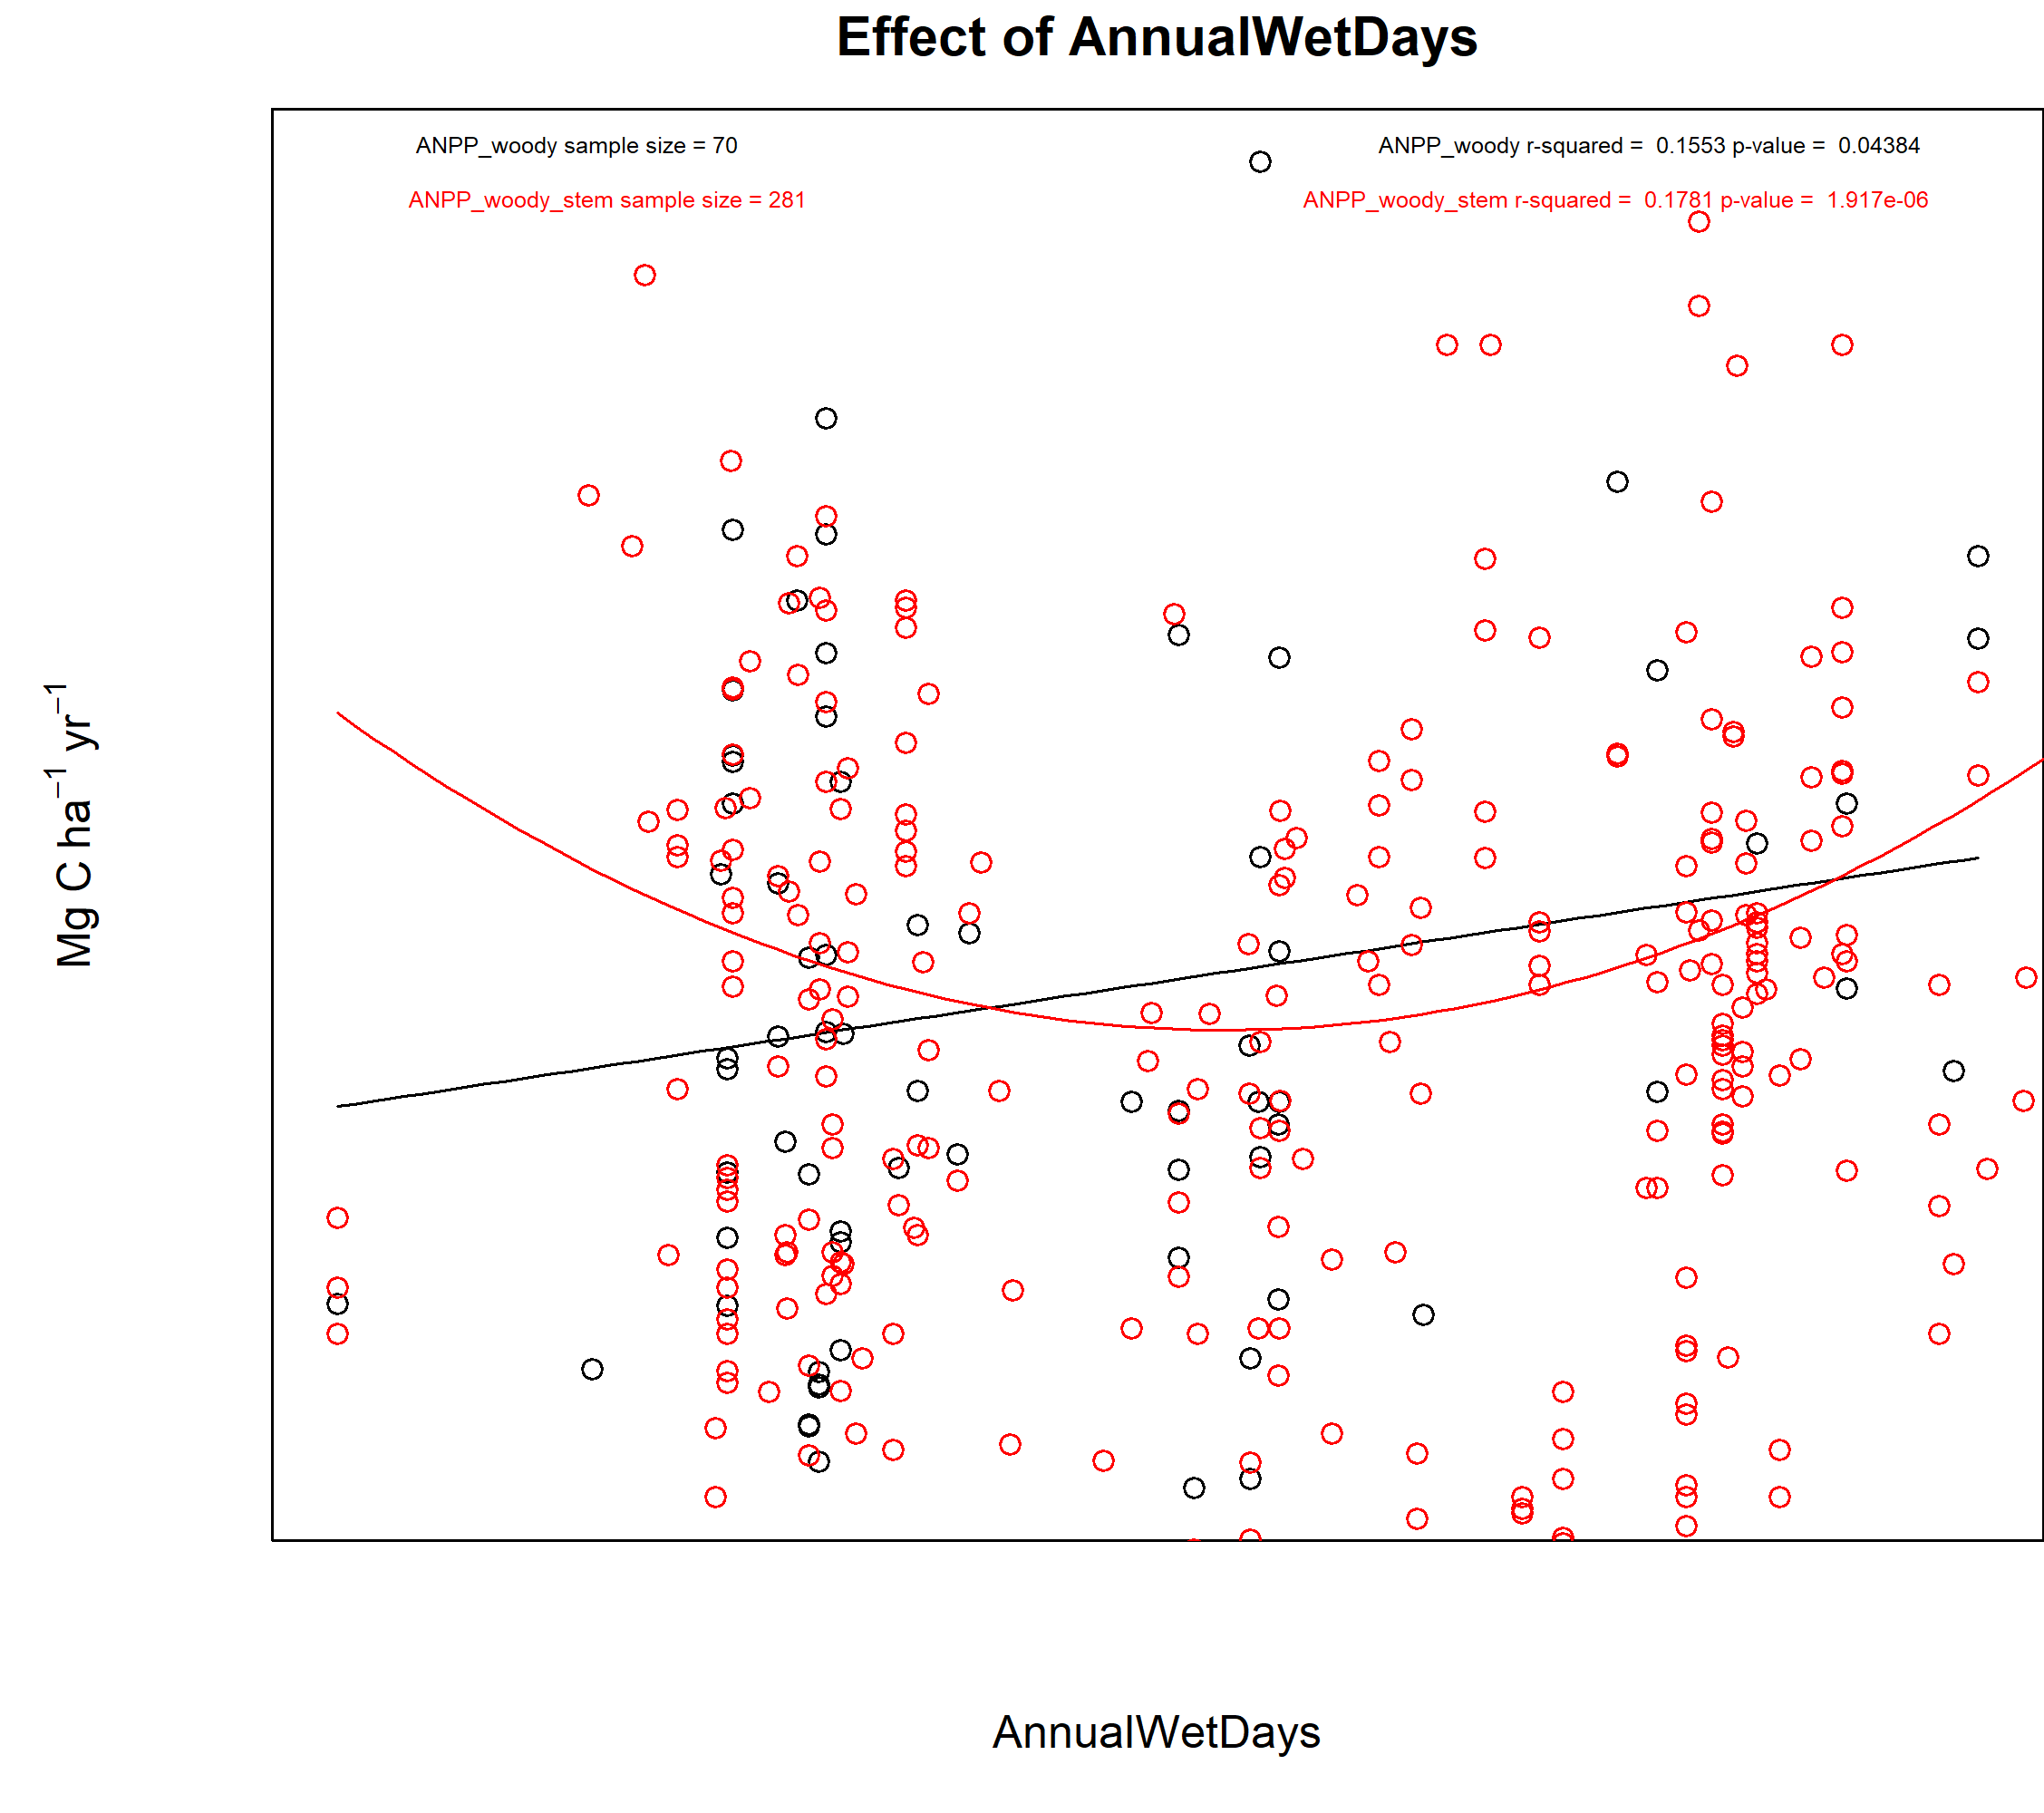 Effect of AnnualWetDays
ANPP_woody sample size = 70
ANPP_woody r-squared =  0.1553 p-value =  0.04384
ANPP_woody_stem sample size = 281
ANPP_woody_stem r-squared =  0.1781 p-value =  1.917e-06
Mg C ha⁻¹ yr⁻¹
AnnualWetDays